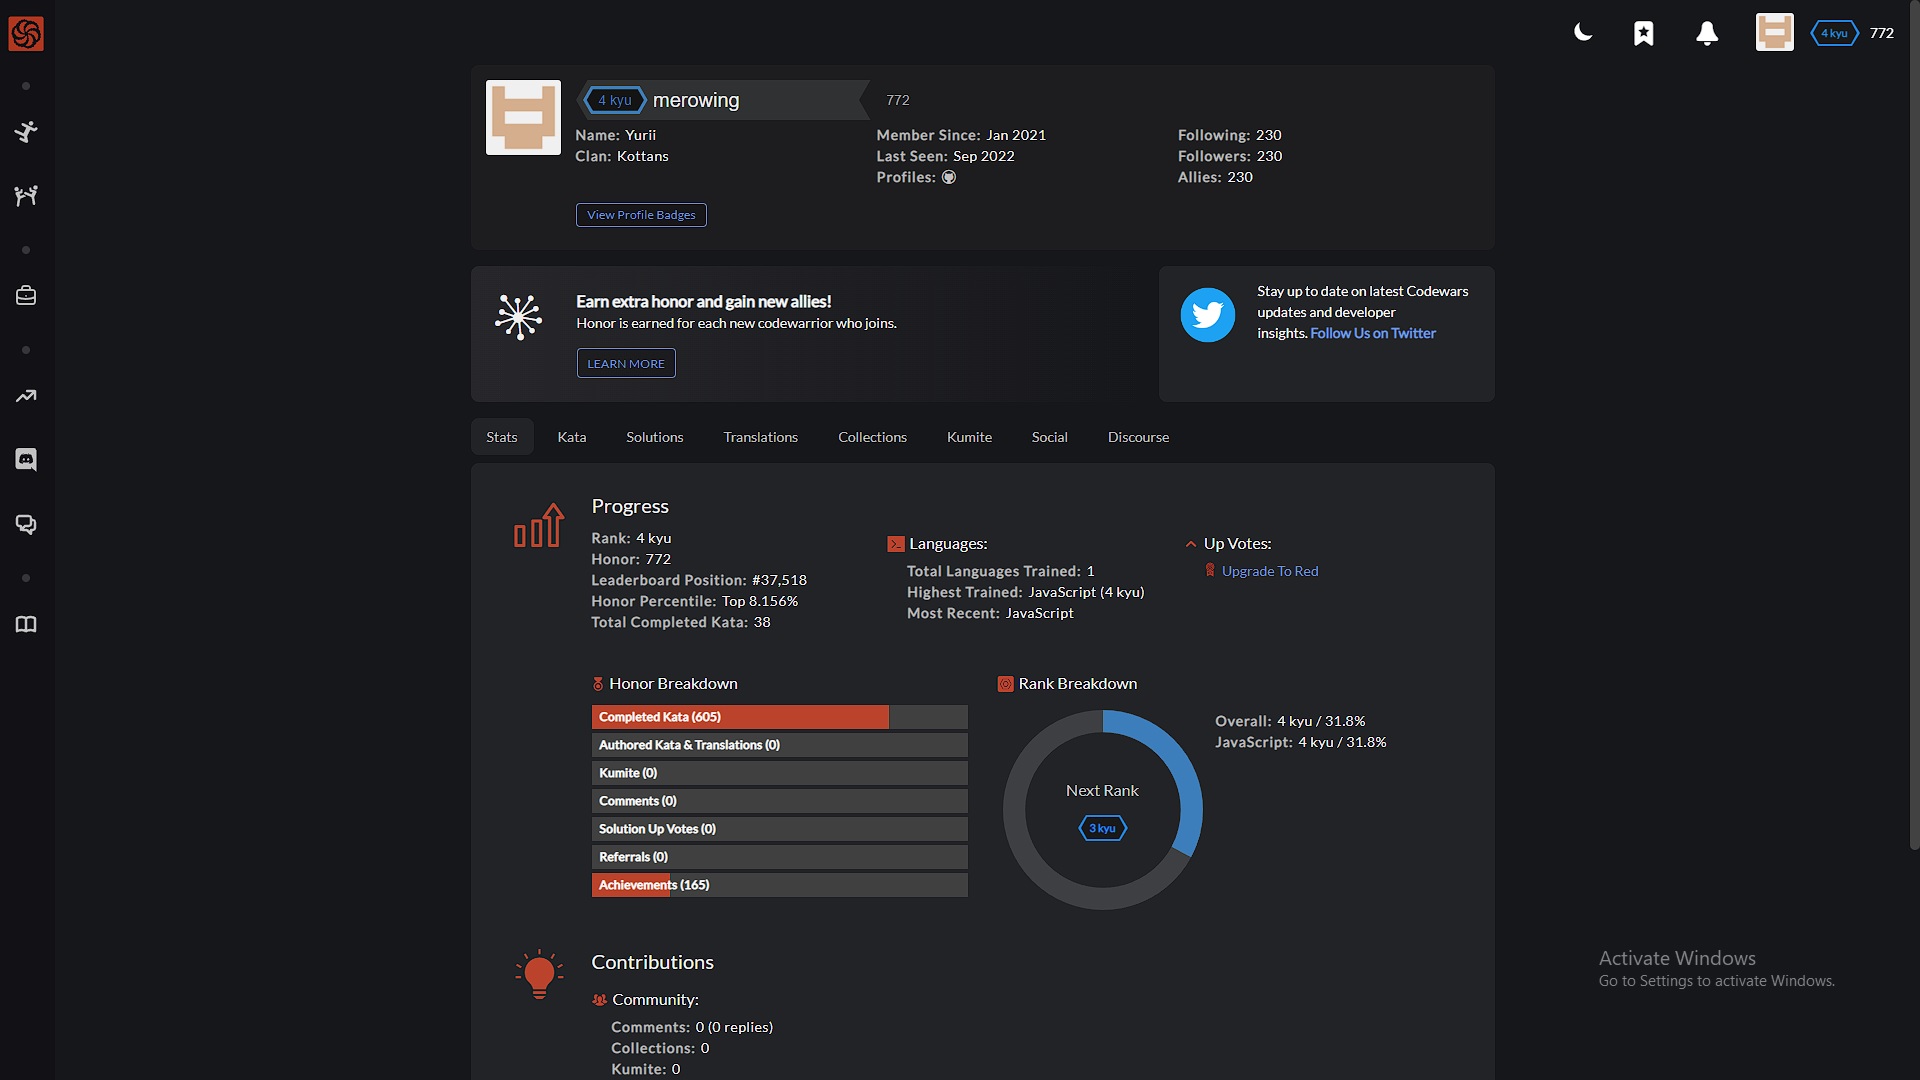 4 kyu 772
4 kyu merowing 772
Name: Yurii
Clan: Kottans
Member Since: Jan 2021
Last Seen: Sep 2022
Profiles:
Following: 230
Followers: 230
Allies: 230
View Profile Badges
Earn extra honor and gain new allies!
Honor is earned for each new codewarrior who joins.
LEARN MORE
Stay up to date on latest Codewars
updates and developer
insights. Follow Us on Twitter
Stats Kata Solutions Translations Collections Kumite Social Discourse
Progress
Rank: 4 kyu
Honor: 772
Leaderboard Position: #37,518
Honor Percentile: Top 8.156%
Total Completed Kata: 38
Languages:
Total Languages Trained: 1
Highest Trained: JavaScript (4 kyu)
Most Recent: JavaScript
Up Votes:
Upgrade To Red
Honor Breakdown
Completed Kata (605)
Authored Kata & Translations (0)
Kumite (0)
Comments (0)
Solution Up Votes (0)
Referrals (0)
Achievements (165)
Rank Breakdown
Next Rank
3 kyu
Overall: 4 kyu / 31.8%
JavaScript: 4 kyu / 31.8%
Contributions
Community:
Comments: 0 (0 replies)
Collections: 0
Kumite: 0
Activate Windows
Go to Settings to activate Windows.